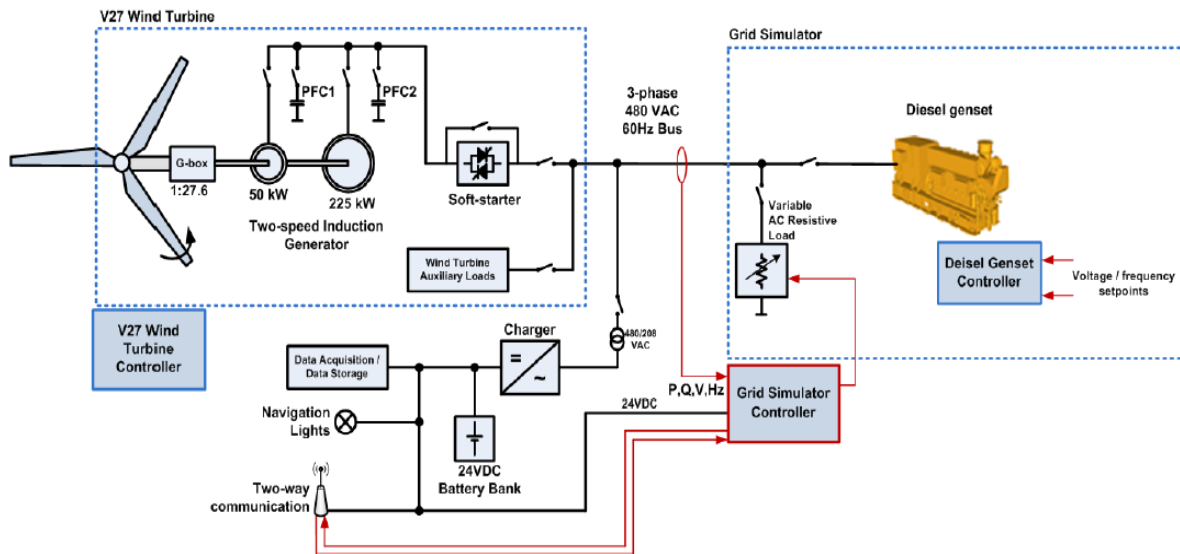 V27 Wind Turbine
Grid Simulator
PFC1
PFC2
3-phase
480 VAC
60Hz Bus
Diesel genset
G-box
1:27.6
50 kW
225 kW
Two-speed Induction
Generator
Soft-starter
Variable
AC Resistive
Load
Wind Turbine
Auxiliary Loads
Deisel Genset
Controller
Voltage / frequency
setpoints
V27 Wind
Turbine
Controller
Charger
480/208
VAC
=
~
Data Acquisition /
Data Storage
P,Q,V,Hz
Grid Simulator
Controller
24VDC
Navigation
Lights
24VDC
Battery Bank
Two-way
communication